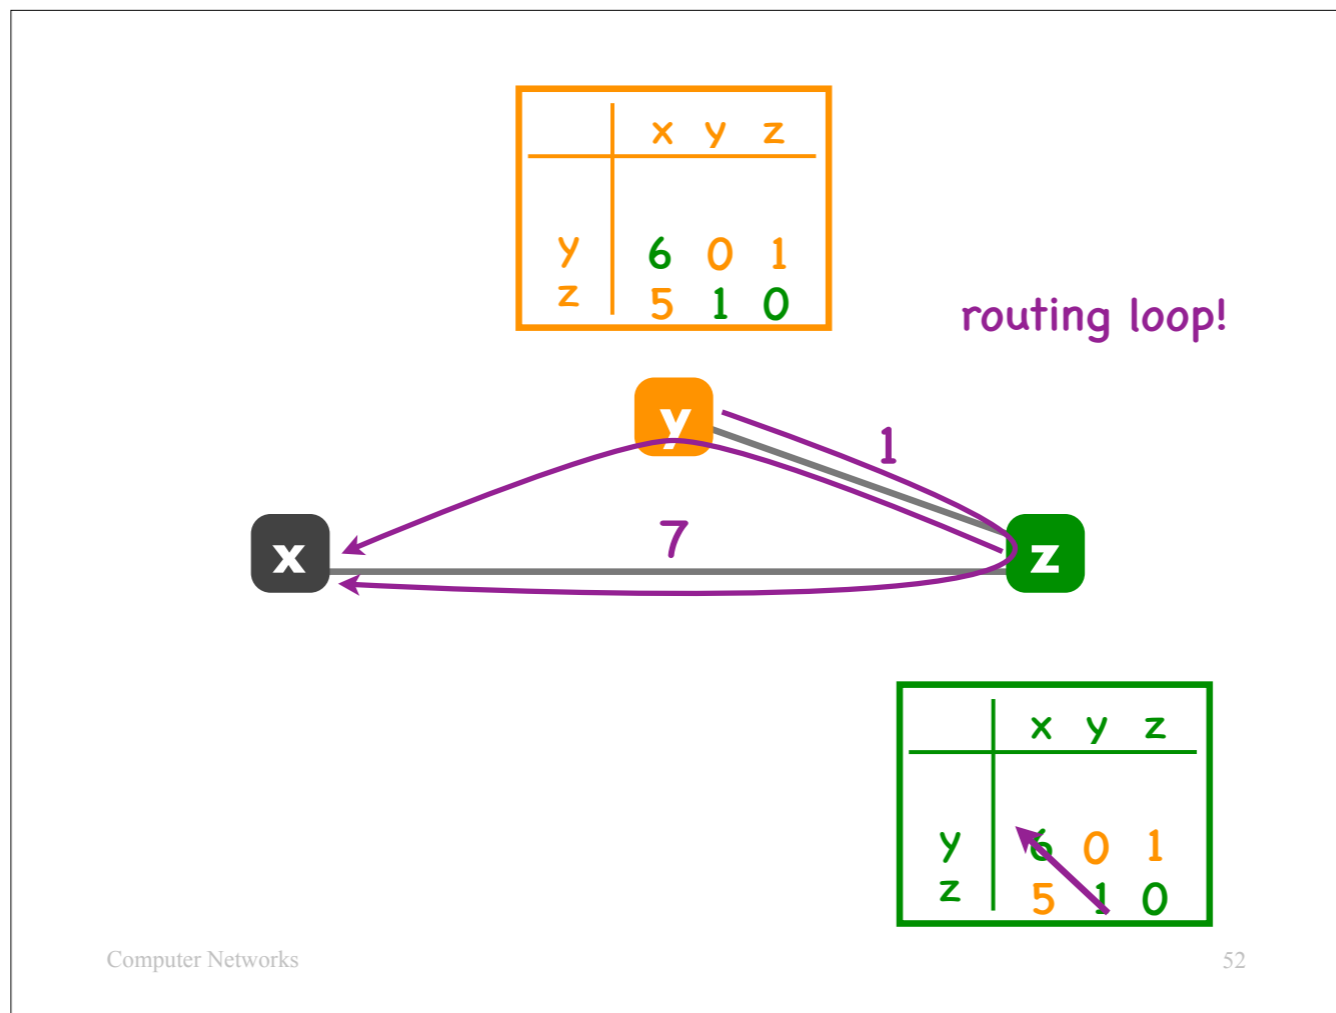 x y z
y 6 0 1
z 5 1 0
routing loop!
y
1
7
x
z
x y z
y 6 0 1
z 5 1 0
Computer Networks
52